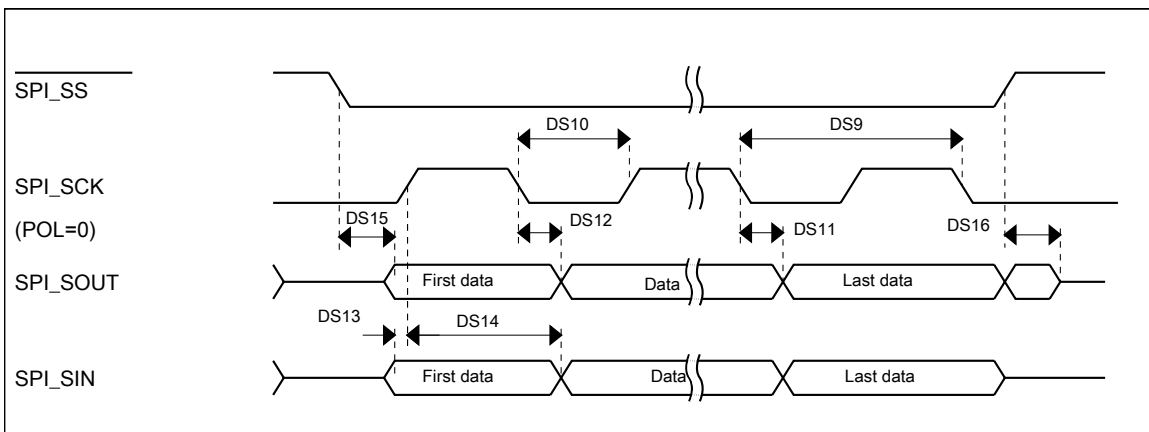 SPI_SS
DS10
DS9
SPI_SCK
(POL=0)
DS15
DS12
DS11
DS16
SPI_SOUT
First data
Data
Last data
DS13
DS14
SPI_SIN
First data
Data
Last data